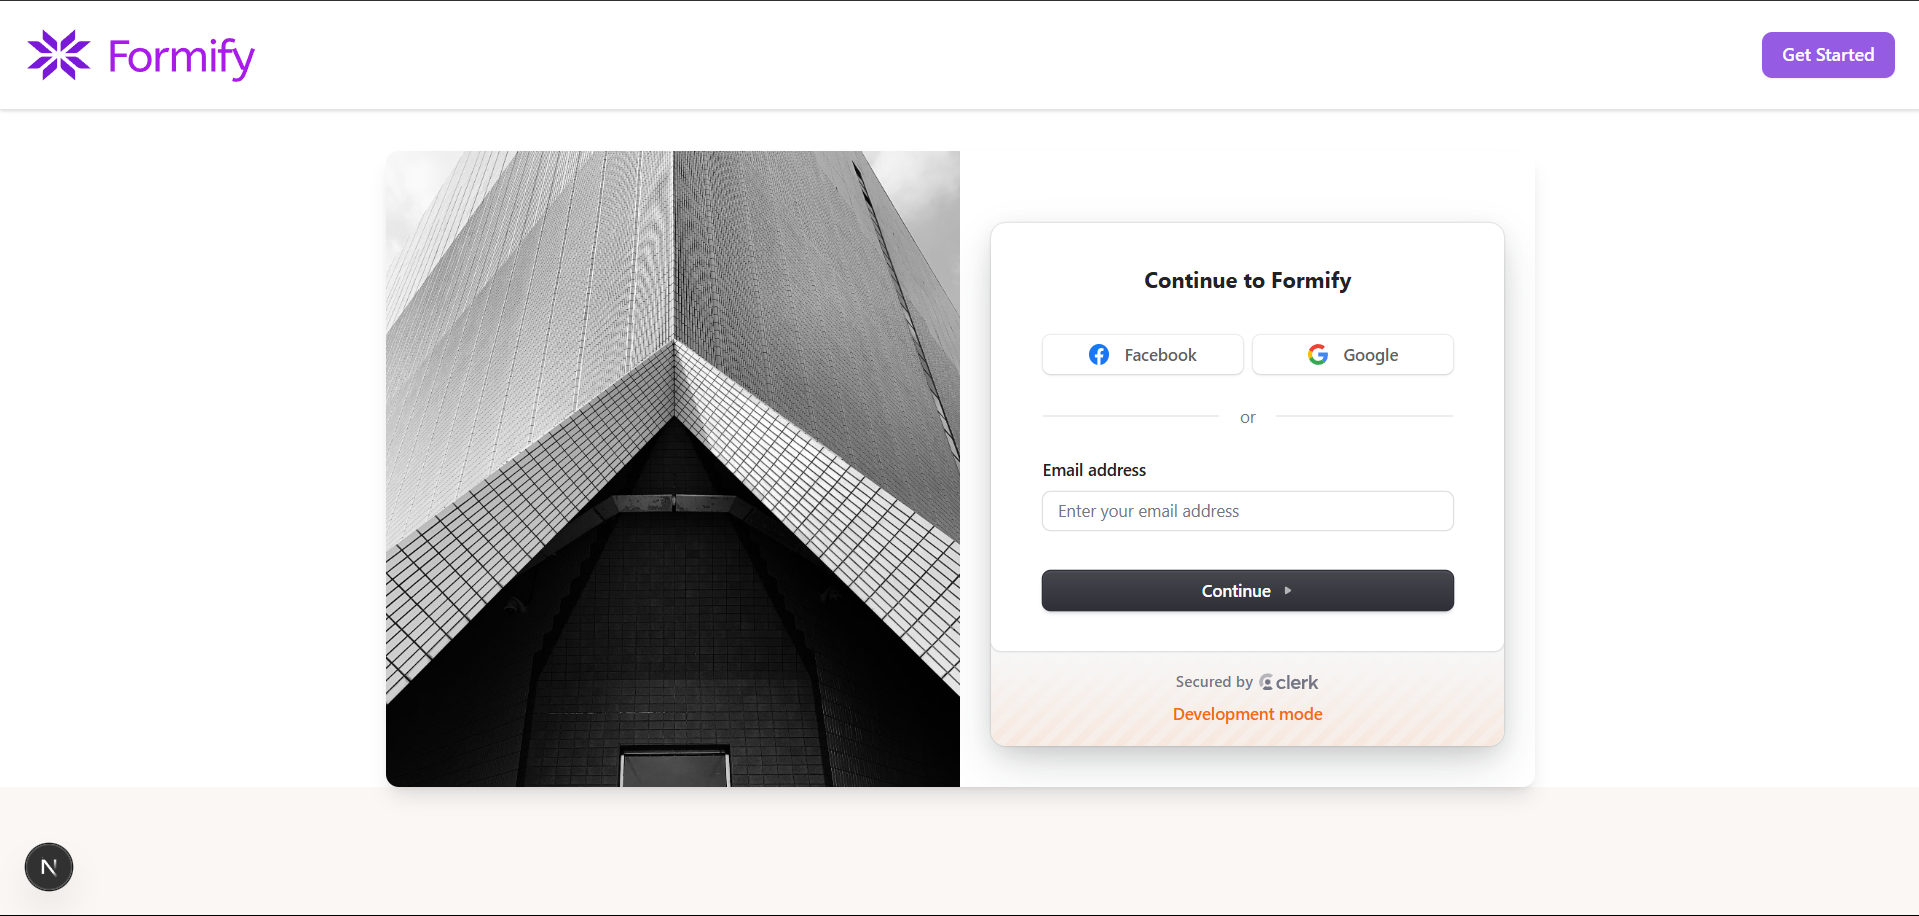 Formify
Get Started
Continue to Formify
Facebook
Google
or
Email address
Enter your email address
Continue
Secured by clerk
Development mode
N